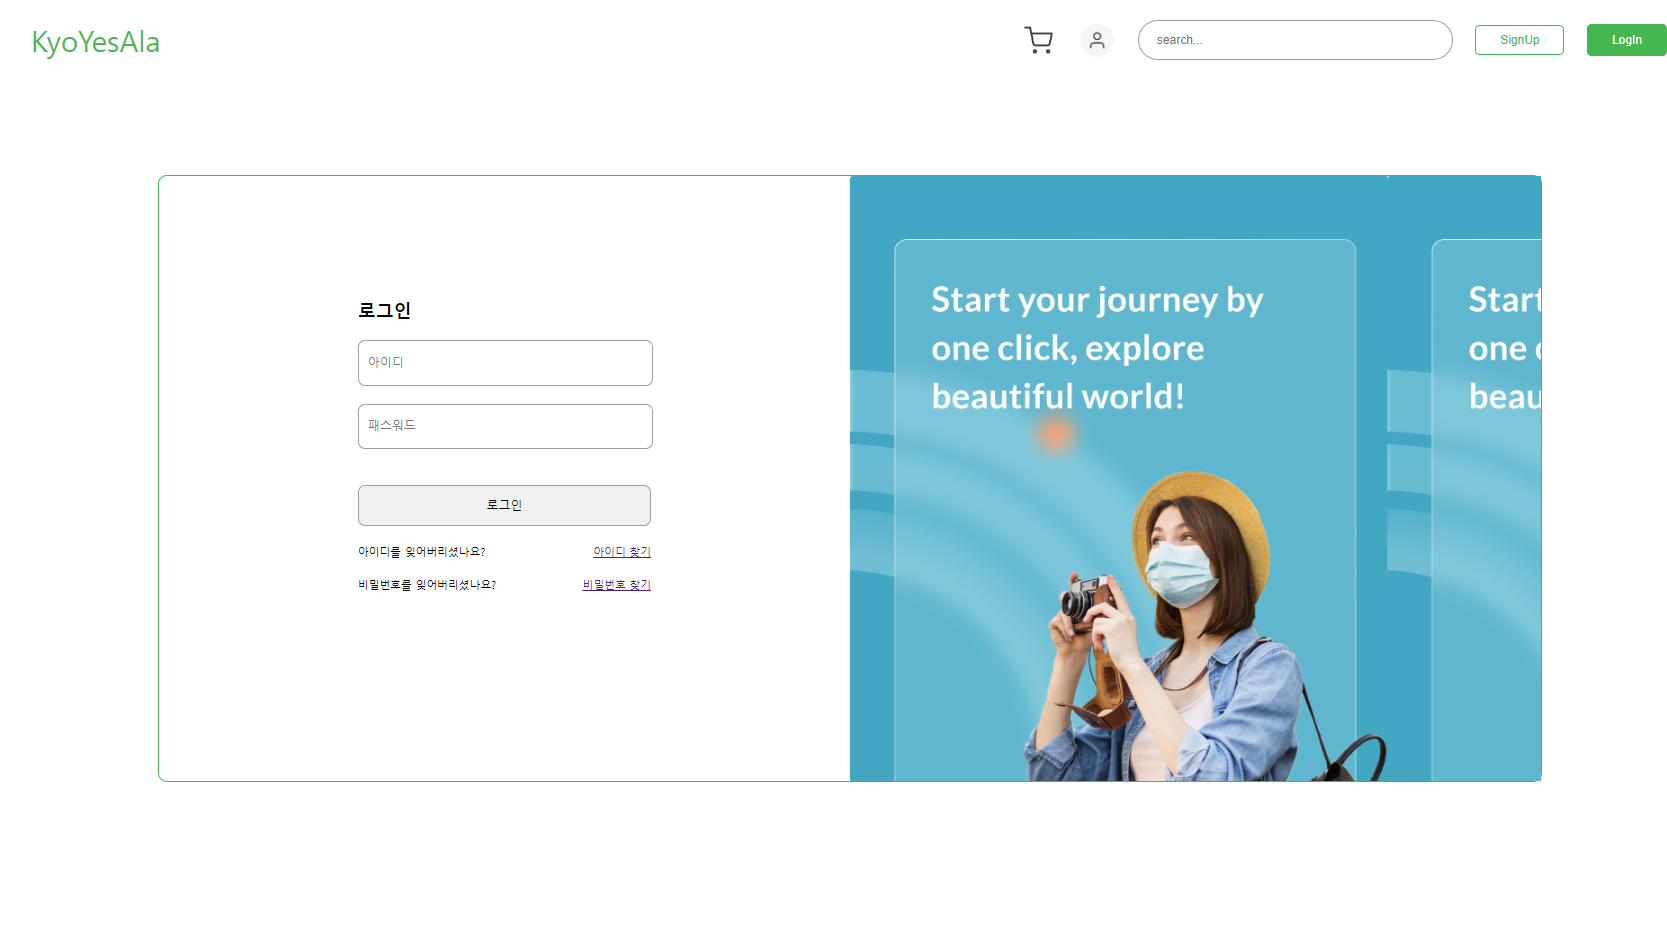 KyoYesAla
search...
SignUp
LogIn
로그인
아이디
패스워드
로그인
아이디를 잊어버리셨나요?
아이디 찾기
비밀번호를 잊어버리셨나요?
비밀번호 찾기
Start your journey by
one click, explore
beautiful world!
Start
one c
beau